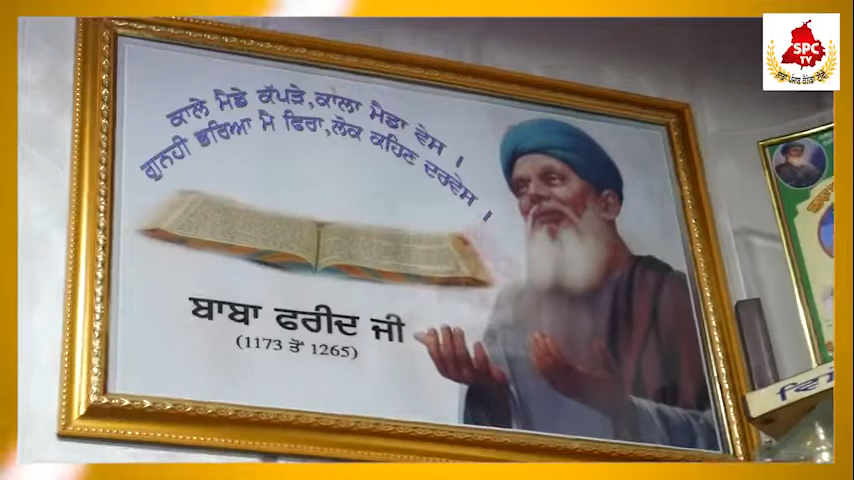 ਕਾਲੇ ਮੈਡੇ ਕੱਪੜੇ,ਕਾਲਾ ਮੈਡਾ ਵੇਸ।
ਗੁਨਹੀ ਭਰਿਆ ਮੈ ਫਿਰਾ,ਲੋਕ ਕਹਿਣ ਦਰਵੇਸ।
ਬਾਬਾ ਫਰੀਦ ਜੀ
(1173 ਤੋਂ 1265)
SPC
TV